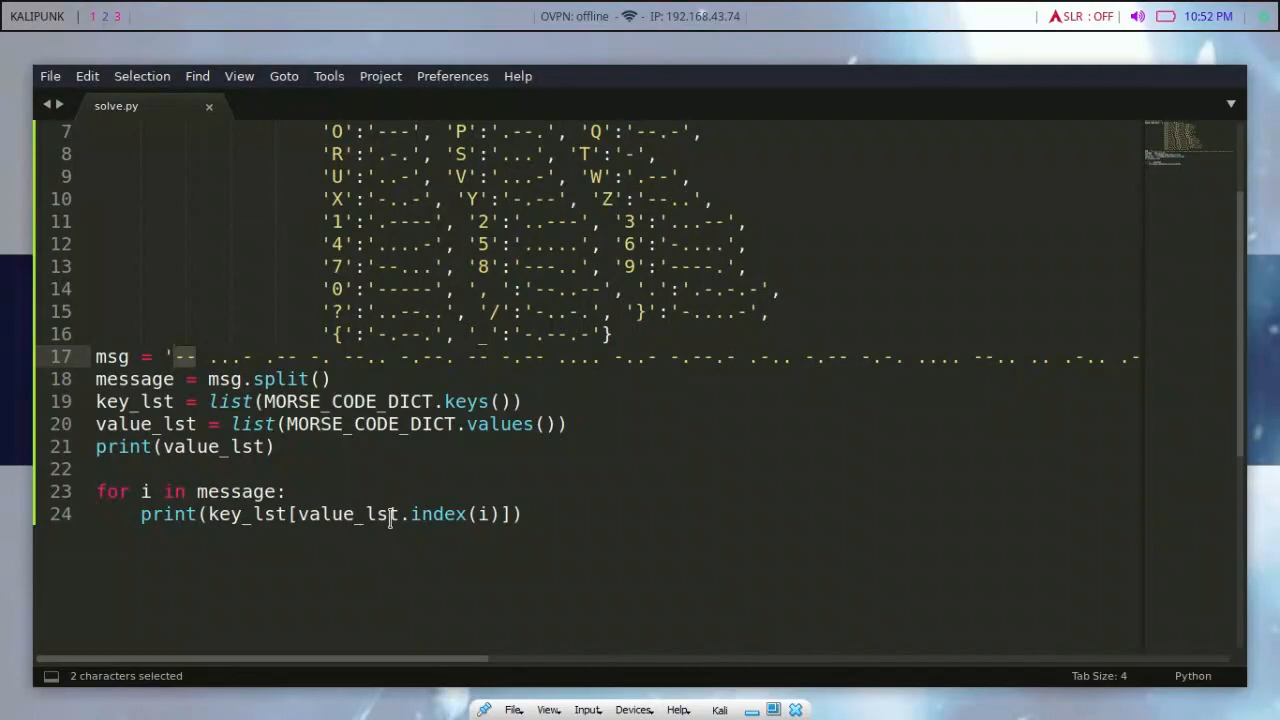 KALIPUNK | 1 2 3
| OVPN: offline - IP: 192.168.43.74 |
| SLR : OFF | 10:52 PM |
File Edit Selection Find View Goto Tools Project Preferences Help
solve.py
7 'O':'---', 'P':'.--.', 'Q':'--.-',
8 'R':'.-.', 'S':'...', 'T':'-',
9 'U':'..-', 'V':'...-', 'W':'.--',
10 'X':'-..-', 'Y':'-.--', 'Z':'--..',
11 '1':'.----', '2':'..---', '3':'...--',
12 '4':'....-', '5':'.....', '6':'-....',
13 '7':'--...', '8':'---..', '9':'----.',
14 '0':'-----', ', ':'--..--', '.':'.-.-.-',
15 '?':'..--..', '/':'-..-.', '}':'-....-',
16 '{':'-.--.', '_':'-.--.-'}
17 msg = '-- ...- .-- -. --.. -.--. -- -.-- .... -..- -.--.- .-.. -.-- -.-. .... --.. .. .-.. .-
18 message = msg.split()
19 key_lst = list(MORSE_CODE_DICT.keys())
20 value_lst = list(MORSE_CODE_DICT.values())
21 print(value_lst)
22
23 for i in message:
24 print(key_lst[value_lst.index(i)])
2 characters selected Tab Size: 4 Python
File View Input Devices Help Kali